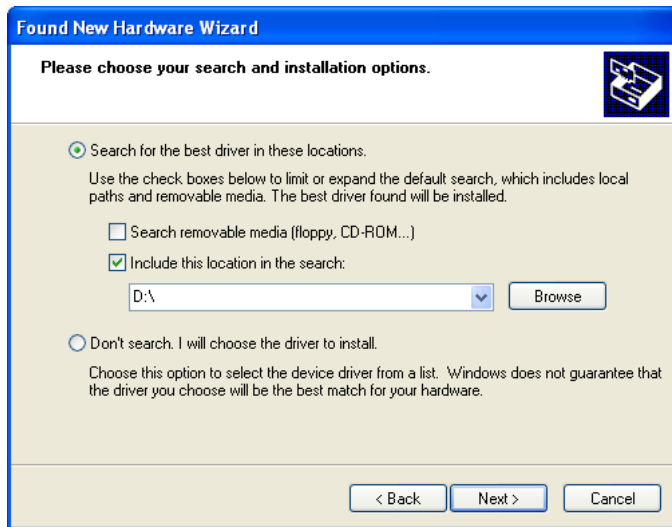 Found New Hardware Wizard
Please choose your search and installation options.
Search for the best driver in these locations.
Use the check boxes below to limit or expand the default search, which includes local
paths and removable media. The best driver found will be installed.
Search removable media (floppy, CD-ROM...)
Include this location in the search:
D:\
Browse
Don't search. I will choose the driver to install.
Choose this option to select the device driver from a list.  Windows does not guarantee that
the driver you choose will be the best match for your hardware.
< Back
Next >
Cancel